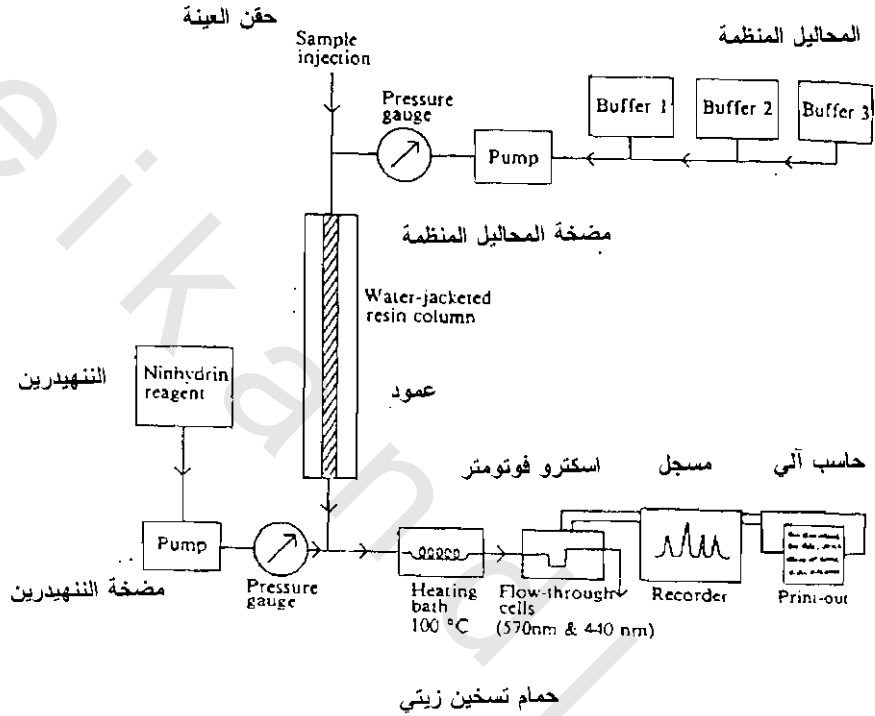 حقن العينة
Sample
injection
المحاليل المنظمة
Pressure
gauge
Buffer 1
Buffer 2
Buffer 3
Pump
مضخة المحاليل المنظمة
Water-jacketed
resin column
الننهيدرين
Ninhydrin
reagent
عمود
اسكترو فوتومتر
مسجل
حاسب آلي
Pump
مضخة الننهيدرين
Pressure
gauge
Heating
bath
100 °C
Flow-through
cells
(570nm & 440 nm)
Recorder
Print-out
حمام تسخين زيتي
e i k a n d l